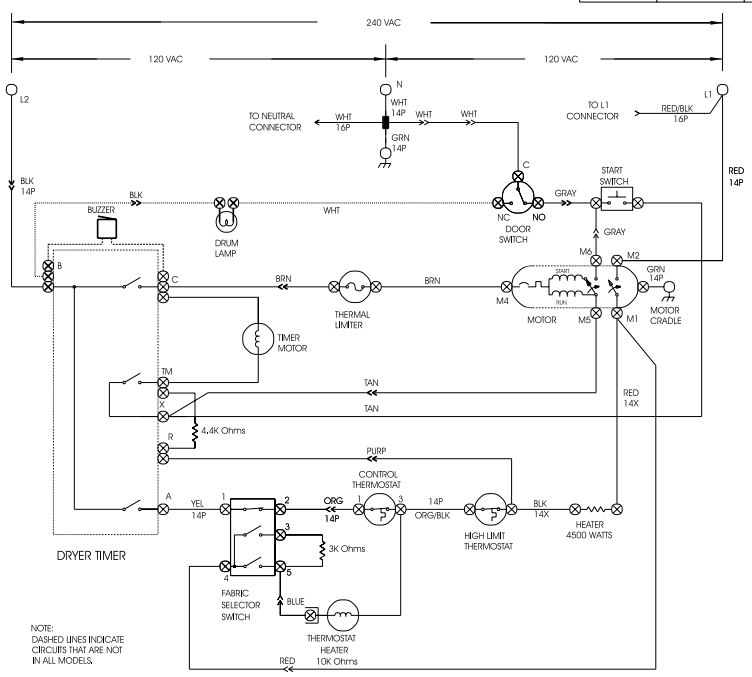 240 VAC
120 VAC
120 VAC
N
L2
L1
WHT
14P
TO NEUTRAL
CONNECTOR
WHT
16P
WHT
WHT
TO L1
CONNECTOR
RED/BLK
16P
GRN
14P
BLK
14P
RED
14P
C
START
SWITCH
BLK
GRAY
BUZZER
WHT
NC
NO
DOOR
SWITCH
DRUM
LAMP
GRAY
B
M6
M2
C
BRN
BRN
START
GRN
14P
M4
RUN
THERMAL
LIMITER
MOTOR
M5
M1
MOTOR
CRADLE
TIMER
MOTOR
TM
TAN
RED
14X
X
TAN
4.4K Ohms
R
PURP
CONTROL
THERMOSTAT
A
YEL
14P
1
2
ORG
14P
1
3
14P
ORG/BLK
BLK
14X
HEATER
4500 WATTS
HIGH LIMIT
THERMOSTAT
3
3K Ohms
DRYER TIMER
4
5
FABRIC
SELECTOR
SWITCH
BLUE
THERMOSTAT
HEATER
10K Ohms
RED
NOTE:
DASHED LINES INDICATE
CIRCUITS THAT ARE NOT
IN ALL MODELS.